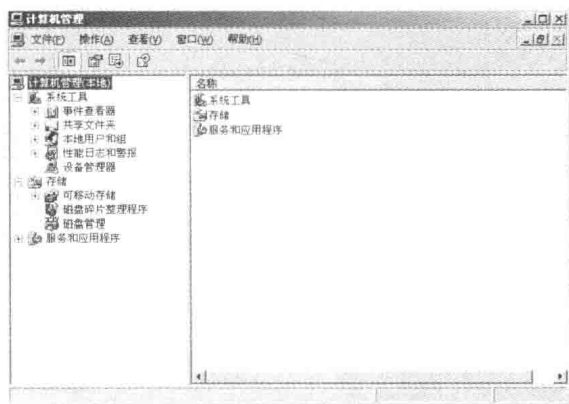 计算机管理
文件(F) 操作(A) 查看(V) 窗口(W) 帮助(H)
计算机管理(本地)
系统工具
事件查看器
共享文件夹
本地用户和组
性能日志和警报
设备管理器
存储
可移动存储
磁盘碎片整理程序
磁盘管理
服务和应用程序
名称
系统工具
存储
服务和应用程序